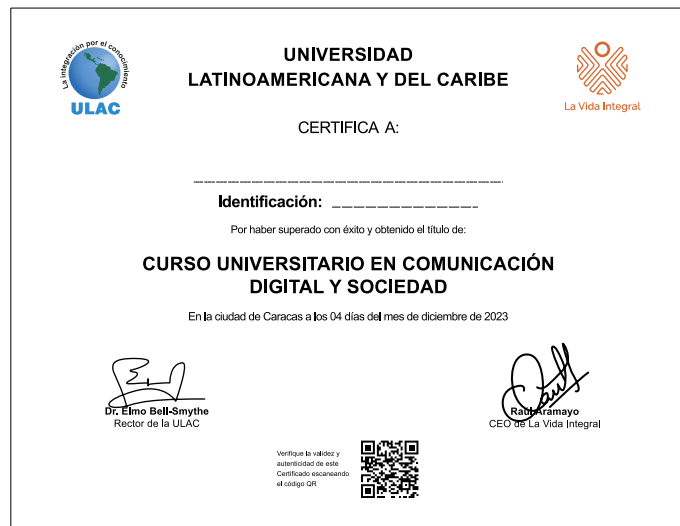 La integración por el conocimiento
ULAC
UNIVERSIDAD
LATINOAMERICANA Y DEL CARIBE
La Vida Integral
CERTIFICA A:
Identificación:
Por haber superado con éxito y obtenido el título de:
CURSO UNIVERSITARIO EN COMUNICACIÓN
DIGITAL Y SOCIEDAD
En la ciudad de Caracas a los 04 días del mes de diciembre de 2023
Dr. Elmo Bell-Smythe
Rector de la ULAC
Raúl Aramayo
CEO de La Vida Integral
Verifique la validez y
autenticidad de este
Certificado escaneando
el código QR